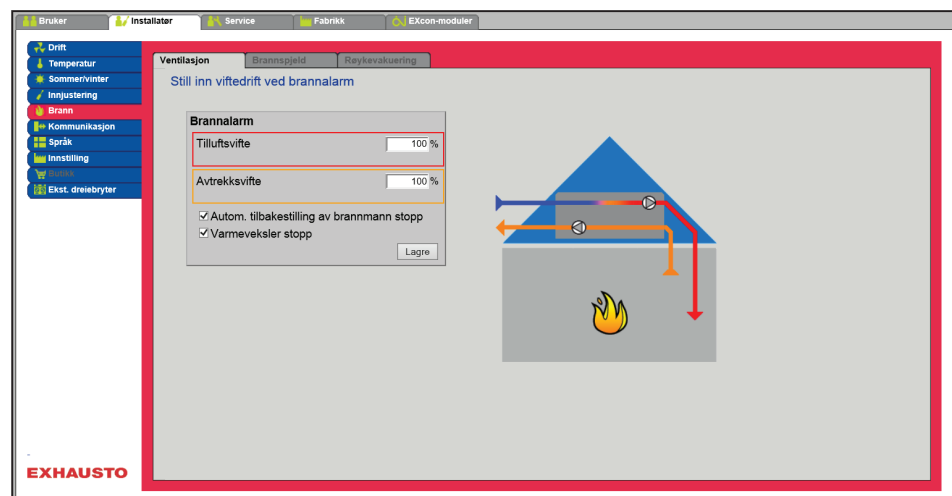 Bruker
Installatør
Service
Fabrikk
EXcon-moduler
Drift
Temperatur
Sommer/vinter
Innjustering
Brann
Kommunikasjon
Språk
Innstilling
Butikk
Ekst. dreiebryter
Ventilasjon
Brannspjeld
Røykevakuering
Still inn viftedrift ved brannalarm
Brannalarm
Tilluftsvifte 100 %
Avtrekksvifte 100 %
Autom. tilbakestilling av brannmann stopp
Varmeveksler stopp
Lagre
EXHAUSTO